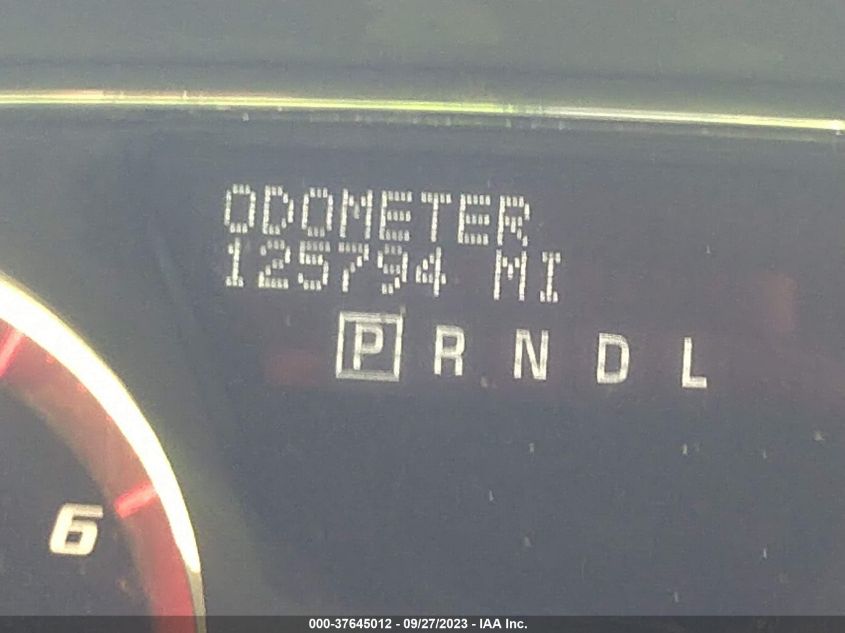 ODOMETER
125794 MI
P R N D L
6
000-37645012 - 09/27/2023 - IAA Inc.